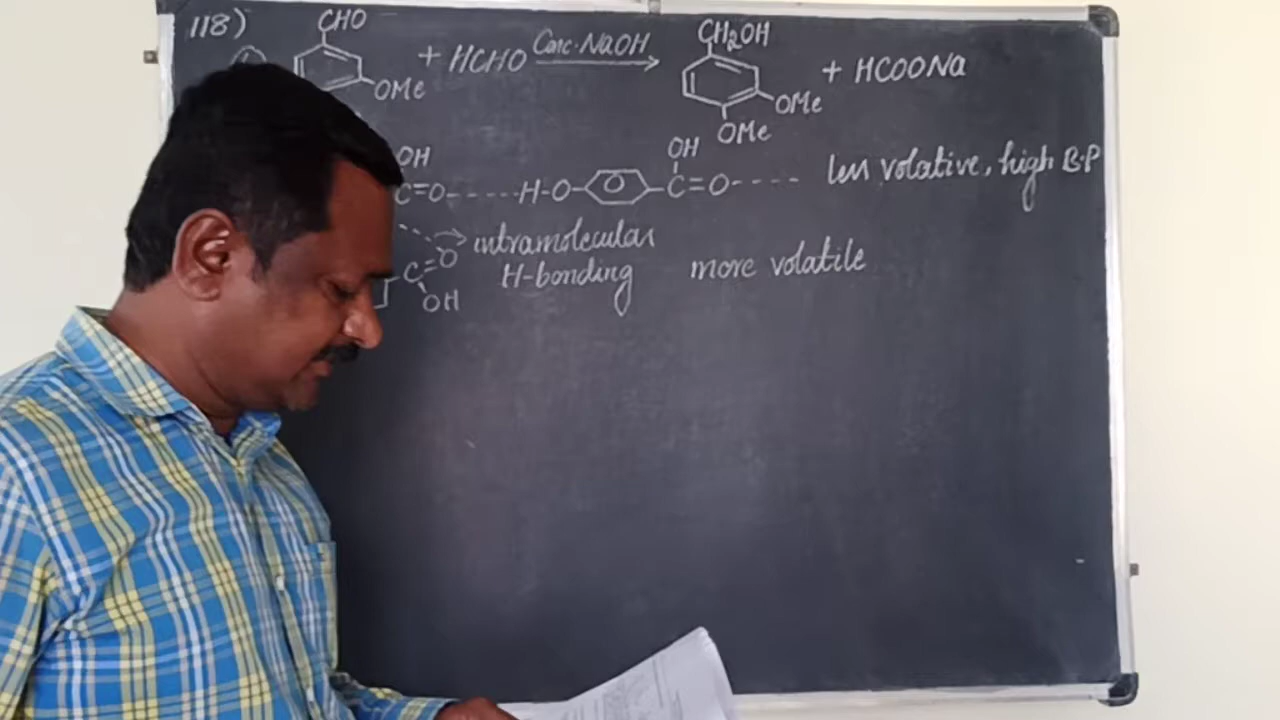 118)
CHO
OMe
+ HCHO Conc. NaOH
CH₂OH
OMe
OMe
+ HCOONa
OH
C=O-----H-O
OH
C=O----
less volative, high B.P
intramolecular
H-bonding
C=O
OH
more volatile